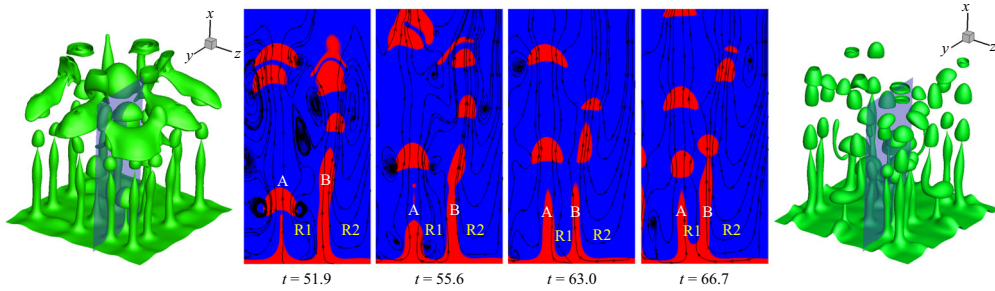 x
y
z
A
B
R1
R2
A
B
R1
R2
A
B
R1
R2
A
B
R1
R2
x
y
z
t = 51.9
t = 55.6
t = 63.0
t = 66.7